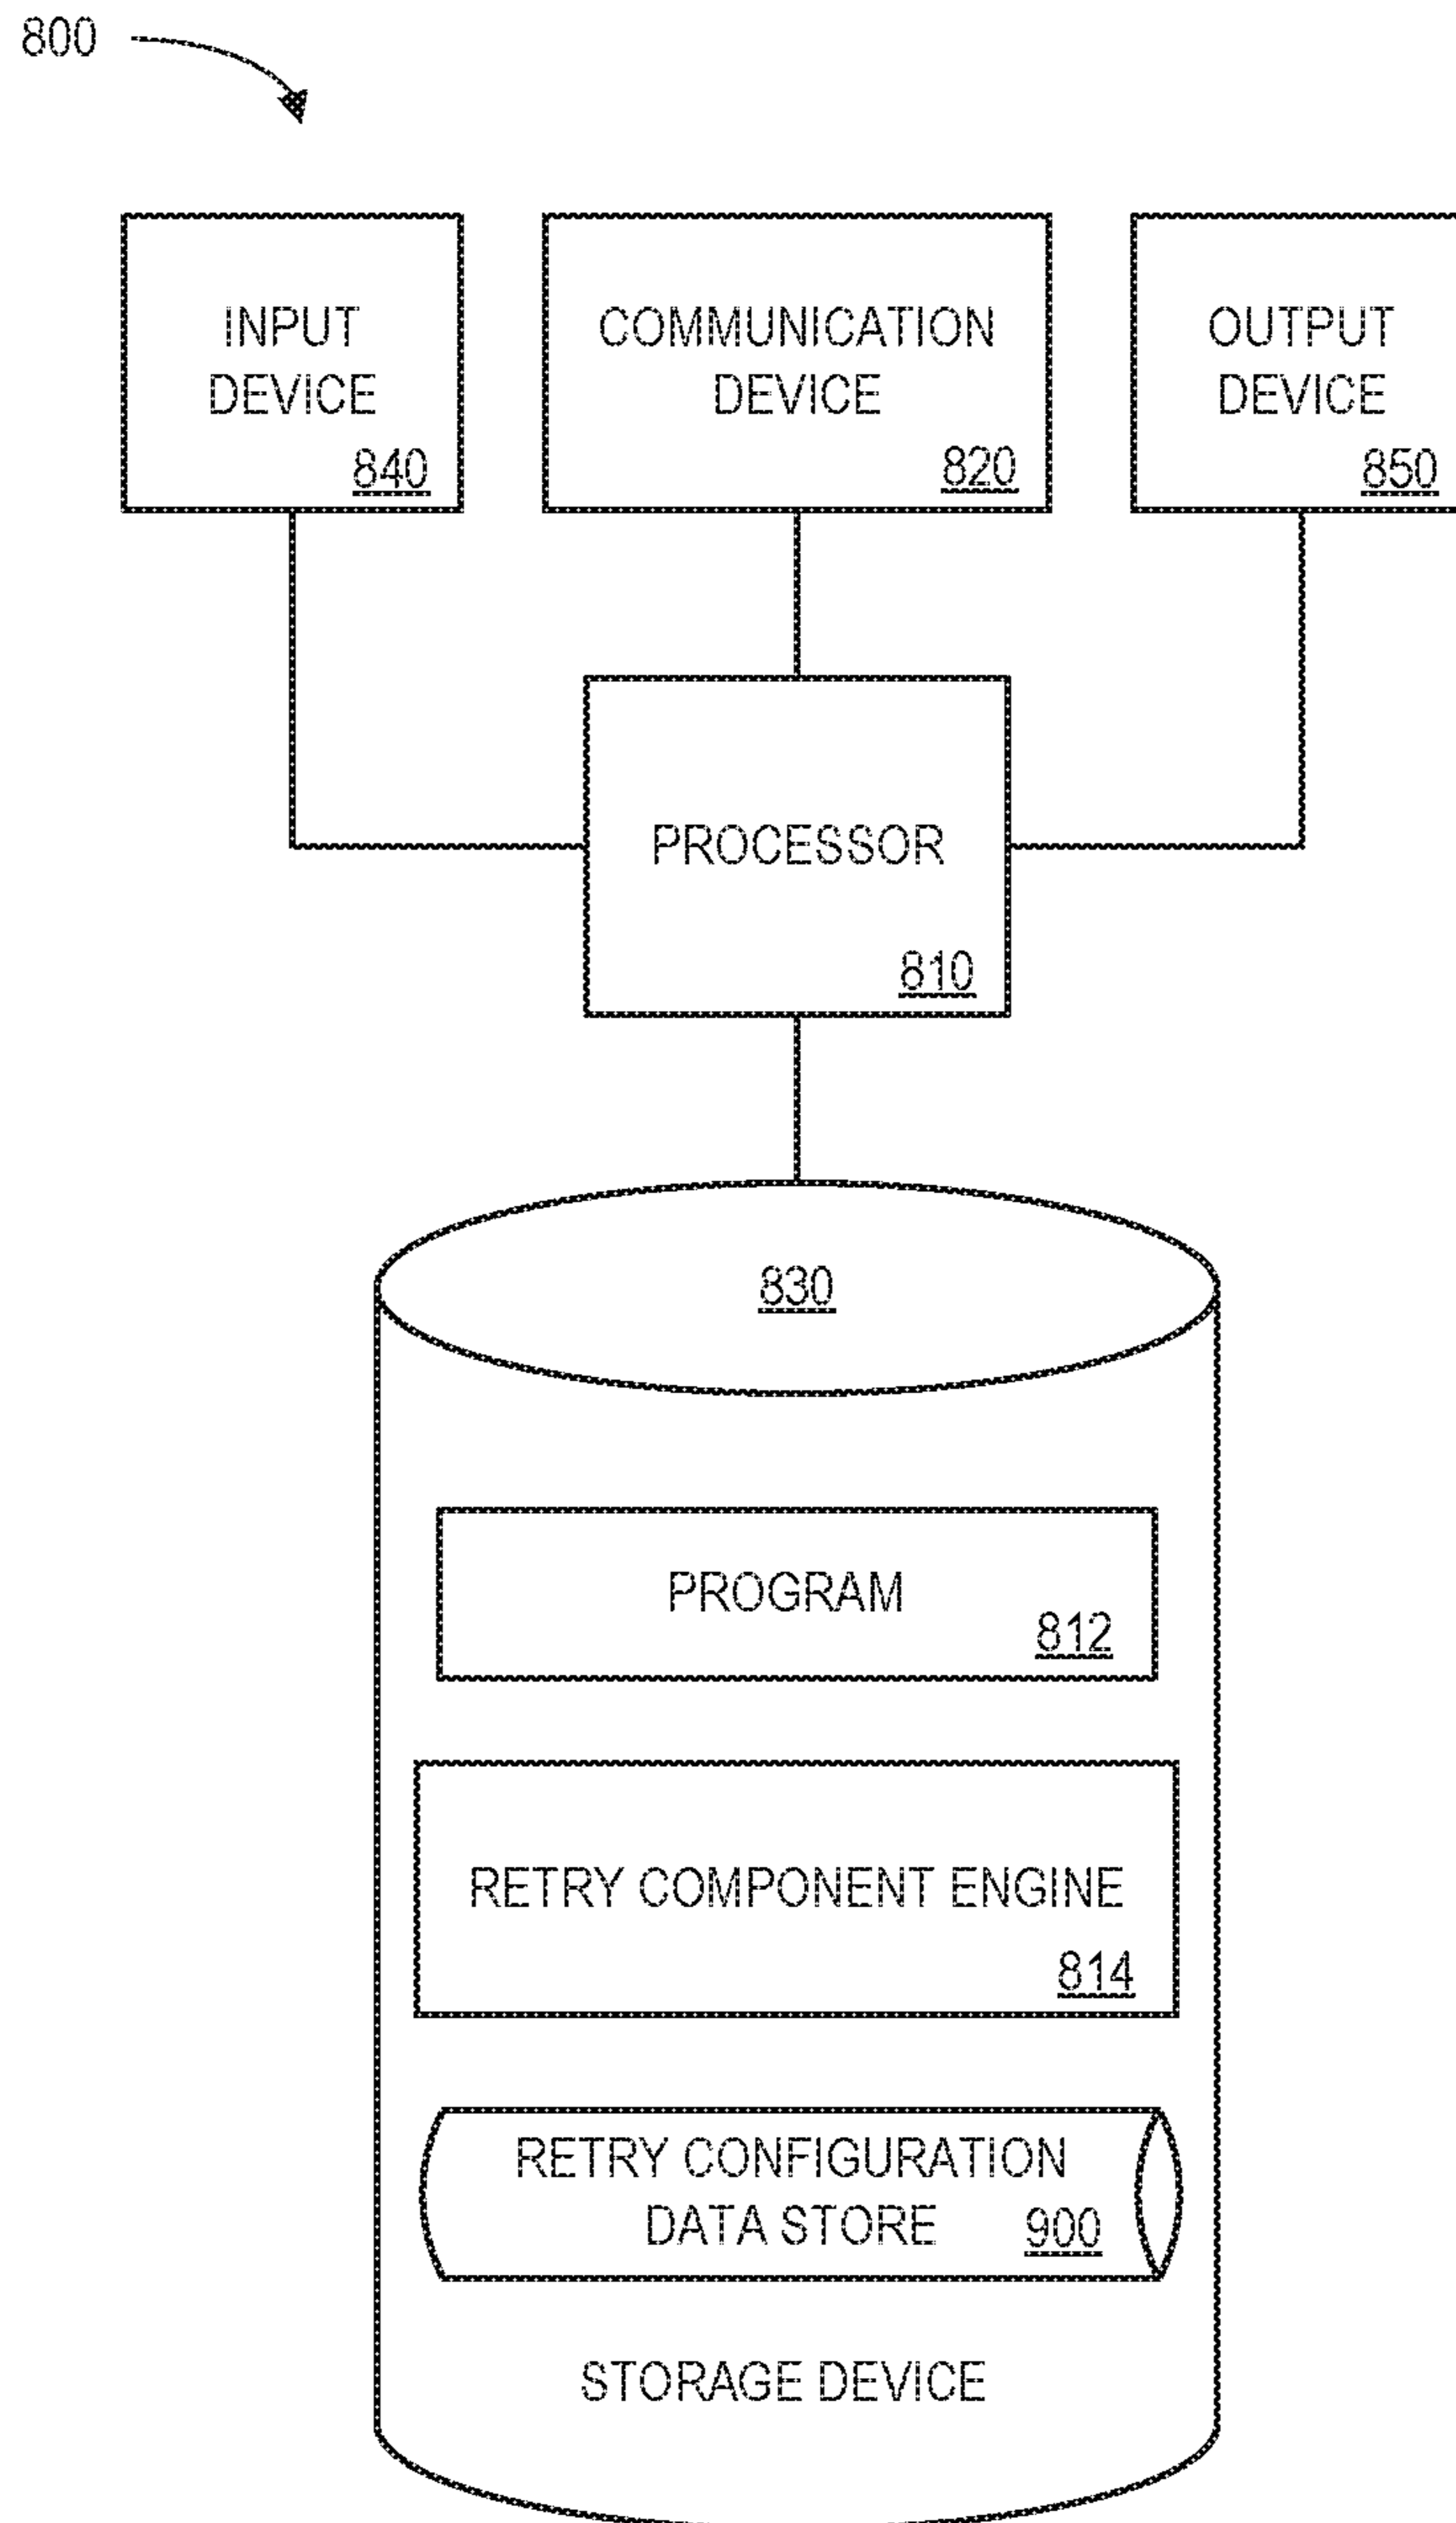 800
INPUT
DEVICE
840
COMMUNICATION
DEVICE
820
OUTPUT
DEVICE
850
PROCESSOR
810
830
PROGRAM
812
RETRY COMPONENT ENGINE
814
RETRY CONFIGURATION
DATA STORE 900
STORAGE DEVICE